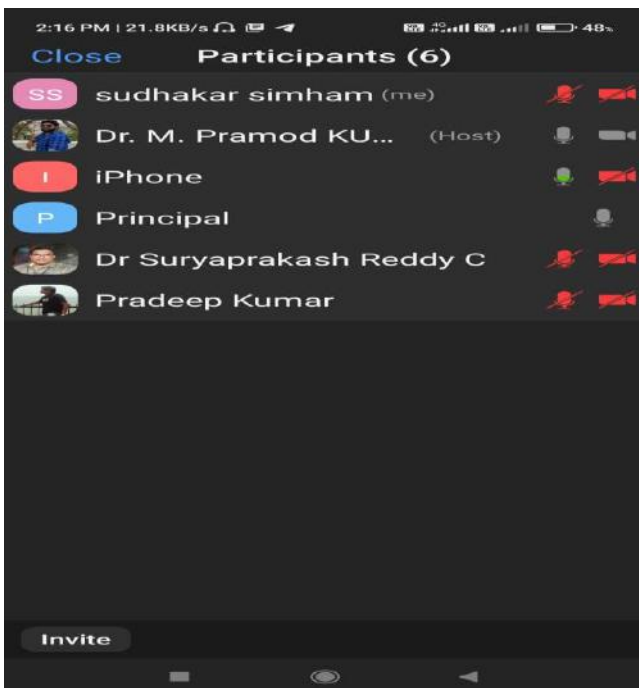 2:16 PM | 21.8KB/s 48%
Close Participants (6)
SS sudhakar simham (me)
Dr. M. Pramod KU... (Host)
I iPhone
P Principal
Dr Suryaprakash Reddy C
Pradeep Kumar
Invite